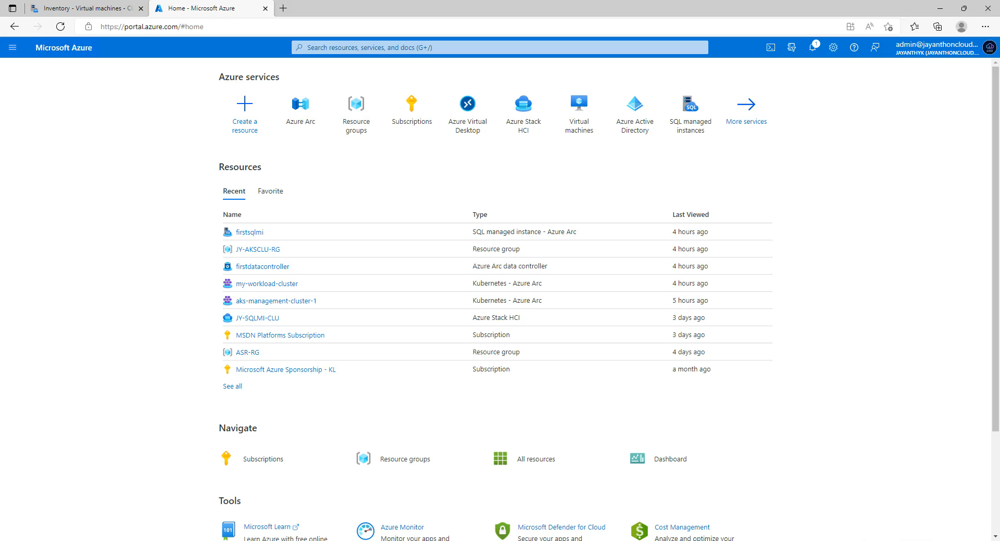 Inventory - Virtual machines - Cl
Home - Microsoft Azure
https://portal.azure.com/#home
Microsoft Azure
Search resources, services, and docs (G+/)
1
admin@jayanthoncloud...
JAYANTHYK (JAYANTHONCLOUD....
Azure services
Create a resource
Azure Arc
Resource groups
Subscriptions
Azure Virtual Desktop
Azure Stack HCI
Virtual machines
Azure Active Directory
SQL
SQL managed instances
More services
Resources
Recent Favorite
Name Type Last Viewed
firstsqlmi SQL managed instance - Azure Arc 4 hours ago
JY-AKSCLU-RG Resource group 4 hours ago
firstdatacontroller Azure Arc data controller 4 hours ago
my-workload-cluster Kubernetes - Azure Arc 4 hours ago
aks-management-cluster-1 Kubernetes - Azure Arc 5 hours ago
JY-SQLMI-CLU Azure Stack HCI 3 days ago
MSDN Platforms Subscription Subscription 3 days ago
ASR-RG Resource group 4 days ago
Microsoft Azure Sponsorship - KL Subscription a month ago
See all
Navigate
Subscriptions Resource groups All resources Dashboard
Tools
101
Microsoft Learn
Learn Azure with free online
Azure Monitor
Monitor your apps and
Microsoft Defender for Cloud
Secure your apps and
Cost Management
Analyze and optimize your